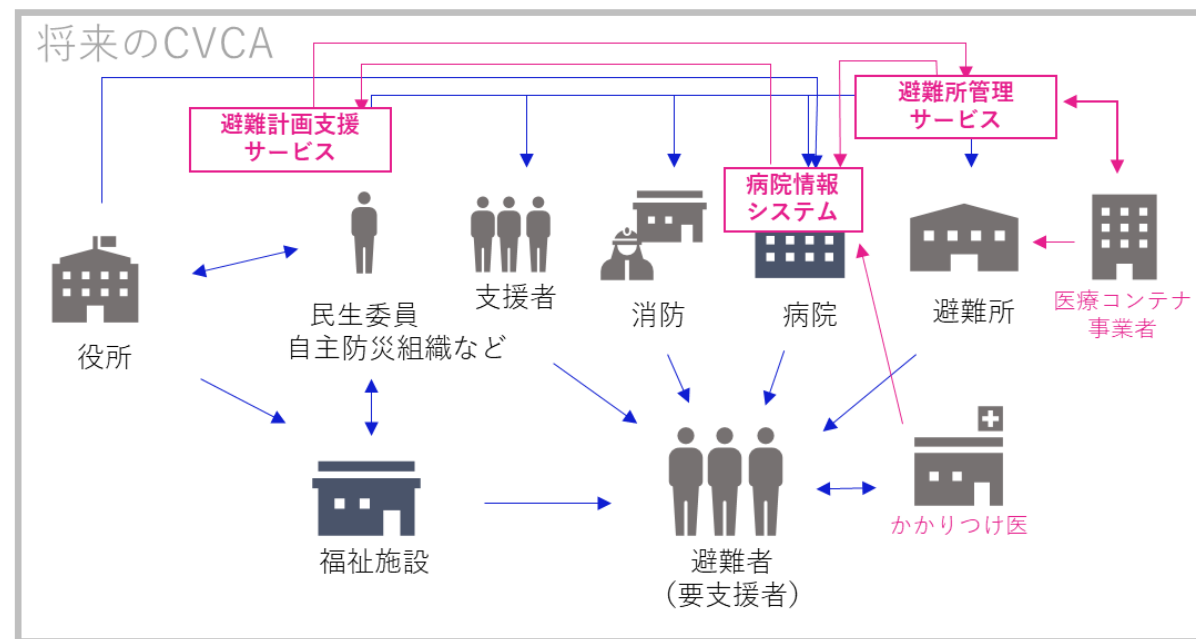 将来のCVCA
避難計画支援
サービス
避難所管理
サービス
病院情報
システム
役所
民生委員
自主防災組織など
支援者
消防
病院
避難所
医療コンテナ
事業者
福祉施設
避難者
（要支援者）
かかりつけ医